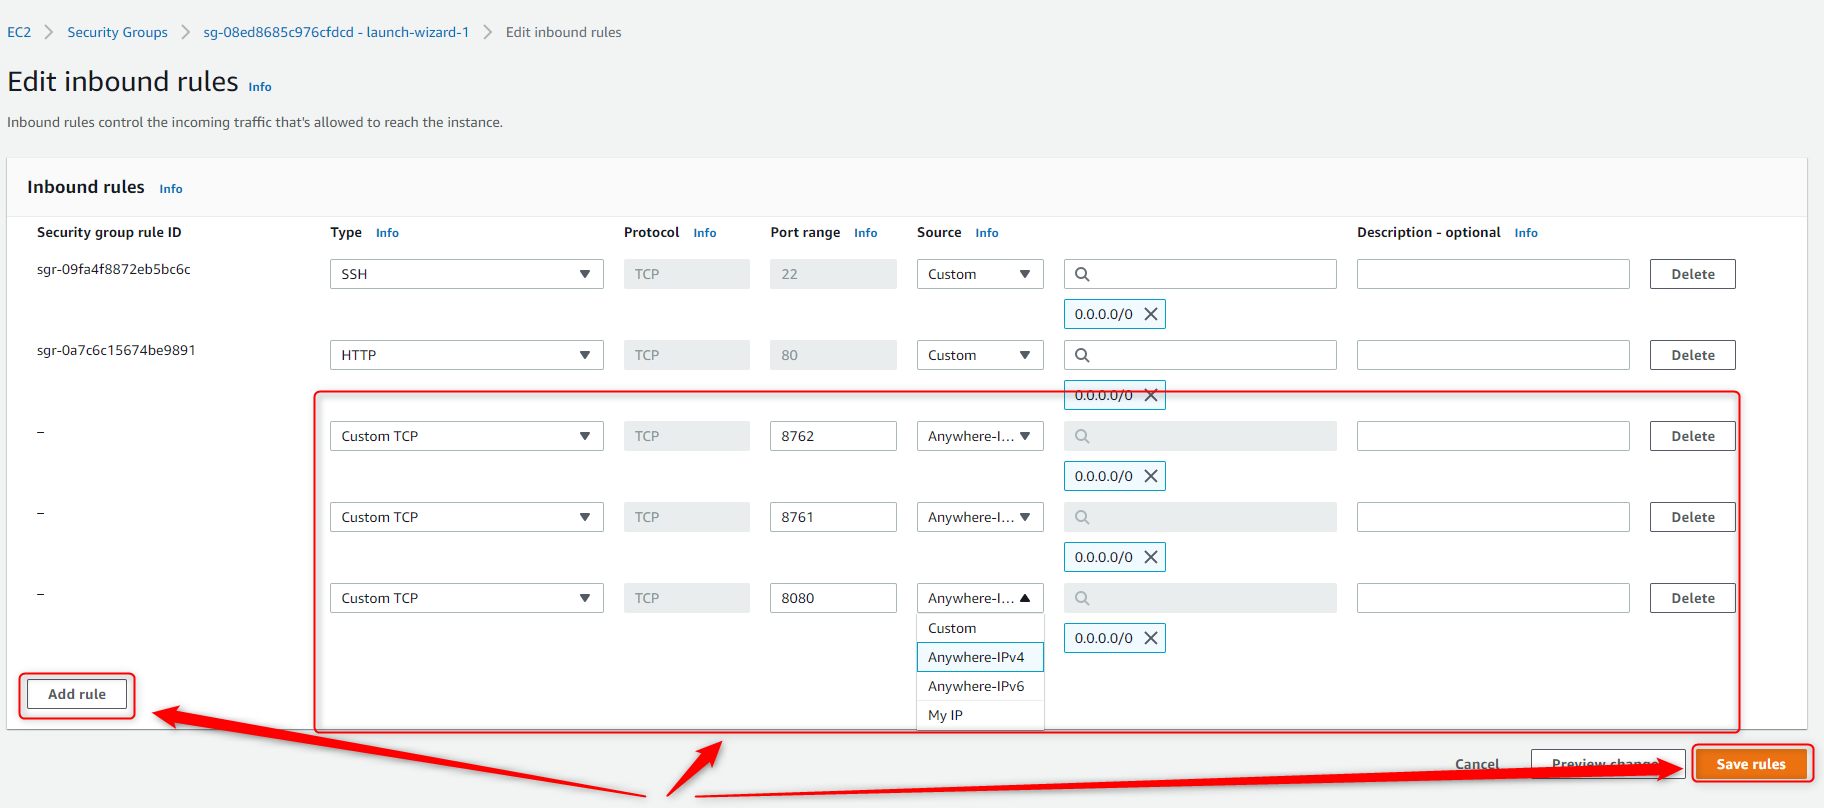 EC2 > Security Groups > sg-08ed8685c976cfdcd - launch-wizard-1 > Edit inbound rules
Edit inbound rules Info
Inbound rules control the incoming traffic that's allowed to reach the instance.
Inbound rules Info
Security group rule ID Type Info Protocol Info Port range Info Source Info Description - optional Info
sgr-09fa4f8872eb5bc6c SSH TCP 22 Custom Delete
0.0.0.0/0
sgr-0a7c6c15674be9891 HTTP TCP 80 Custom Delete
0.0.0.0/0
– Custom TCP TCP 8762 Anywhere-I... Delete
0.0.0.0/0
– Custom TCP TCP 8761 Anywhere-I... Delete
0.0.0.0/0
– Custom TCP TCP 8080 Anywhere-I... Delete
Custom 0.0.0.0/0
Anywhere-IPv4
Anywhere-IPv6
Add rule
My IP
Cancel Preview changes Save rules